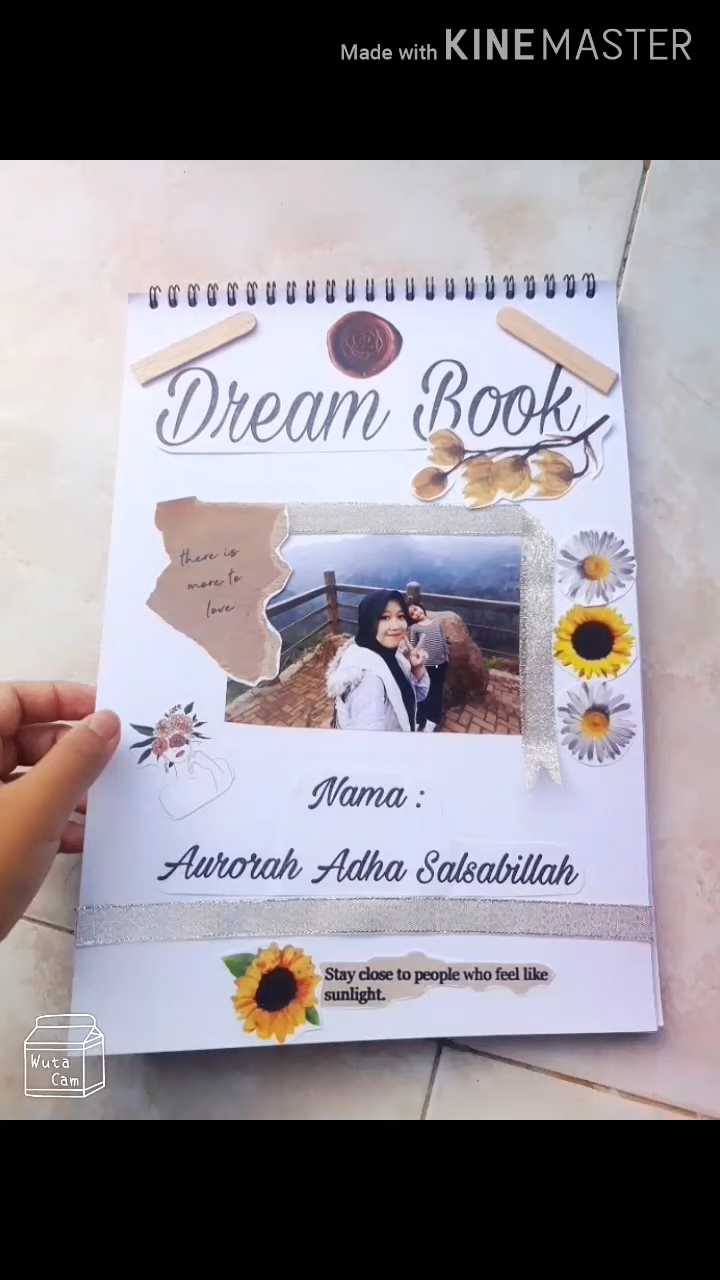 Made with KINEMASTER
Dream Book
there is
more to
love
Nama :
Aurorah Adha Salsabillah
Stay close to people who feel like
sunlight.
Wuta
Cam